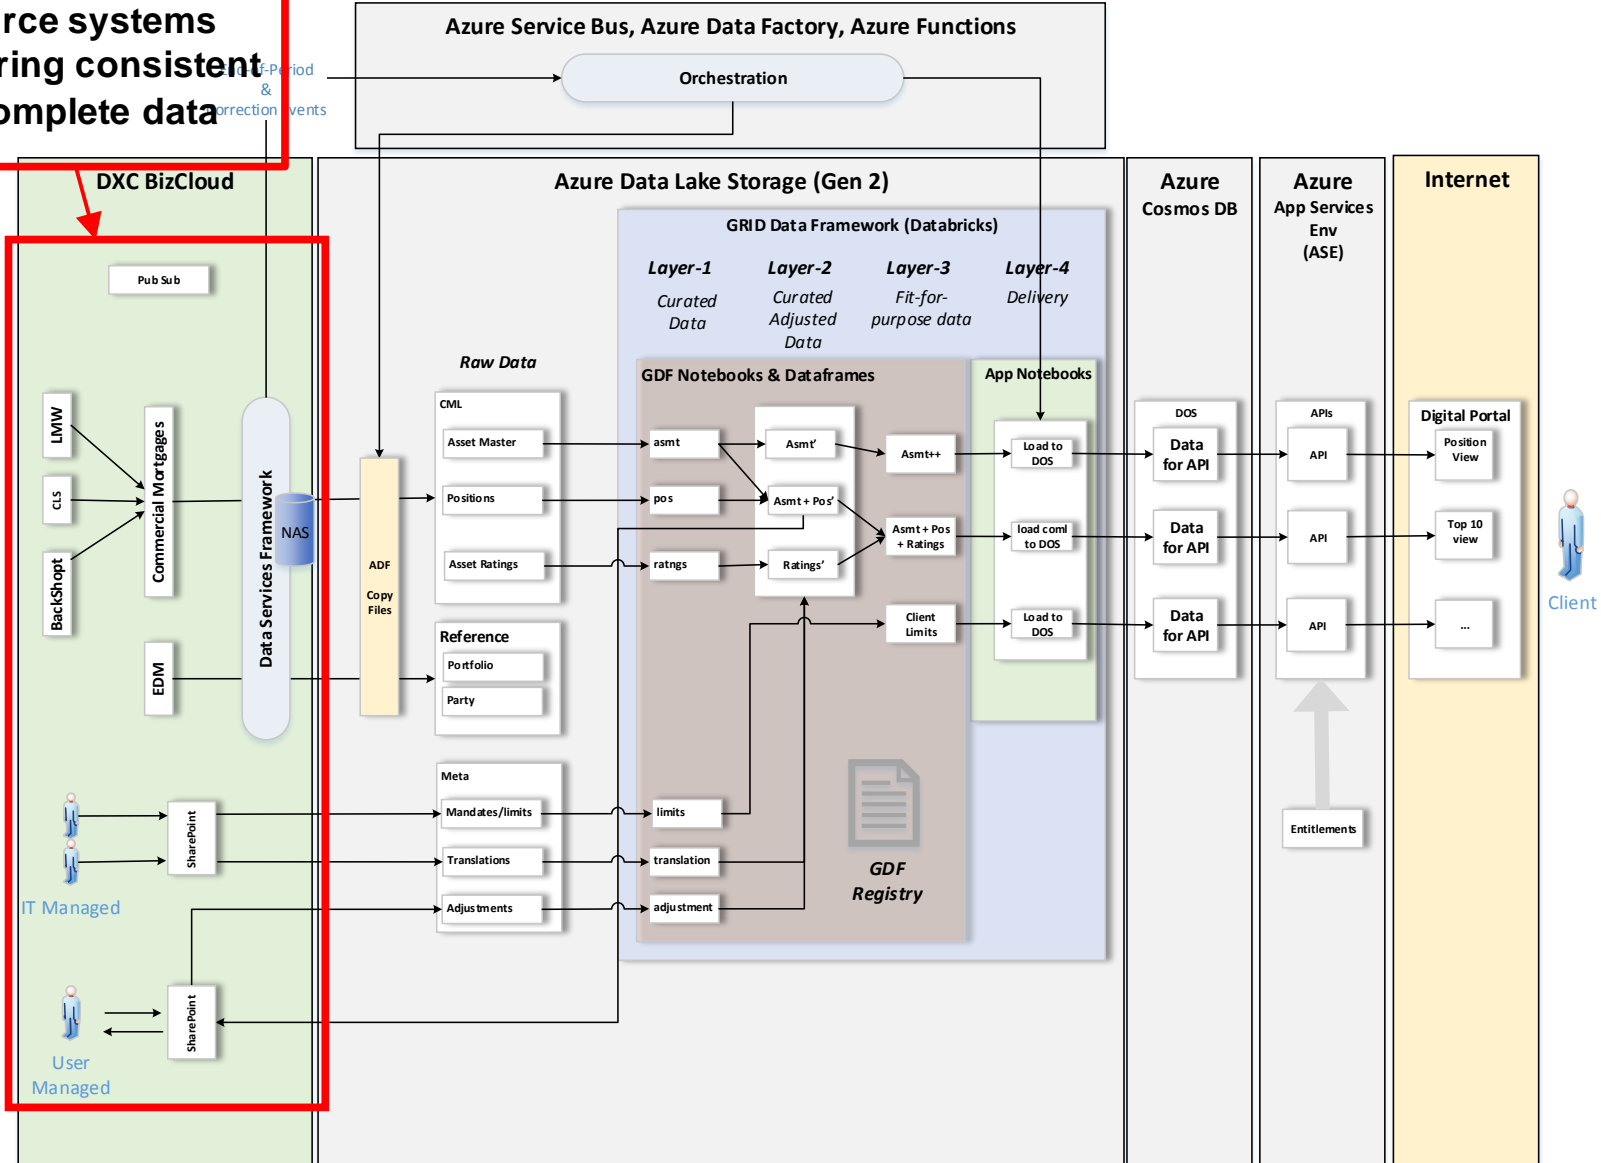 systems
consistent
data
End-of-Period
&
Events
Azure Service Bus, Azure Data Factory, Azure Functions
Orchestration
DXC BizCloud
Pub Sub
LMW
CLS
BackShopt
Commercial Mortgages
EDM
Data Services Framework
NAS
SharePoint
IT Managed
SharePoint
User
Managed
Azure Data Lake Storage (Gen 2)
ADF
Copy
Files
Raw Data
CML
Asset Master
Positions
Asset Ratings
Reference
Portfolio
Party
Meta
Mandates/limits
Translations
Adjustments
GRID Data Framework (Databricks)
Layer-1
Curated
Data
Layer-2
Curated
Adjusted
Data
Layer-3
Fit-for-
purpose data
Layer-4
Delivery
GDF Notebooks & Dataframes
asmt
pos
ratngs
limits
translation
adjustment
Asmt’
Asmt + Pos’
Ratings’
Asmt++
Asmt + Pos
+ Ratings
Client
Limits
GDF
Registry
App Notebooks
Load to
DOS
load coml
to DOS
Load to
DOS
Azure
Cosmos DB
DOS
Data
for API
Data
for API
Data
for API
Azure
App Services
Env
(ASE)
APIs
API
API
API
Entitlements
Internet
Digital Portal
Position
View
Top 10
view
...
Client